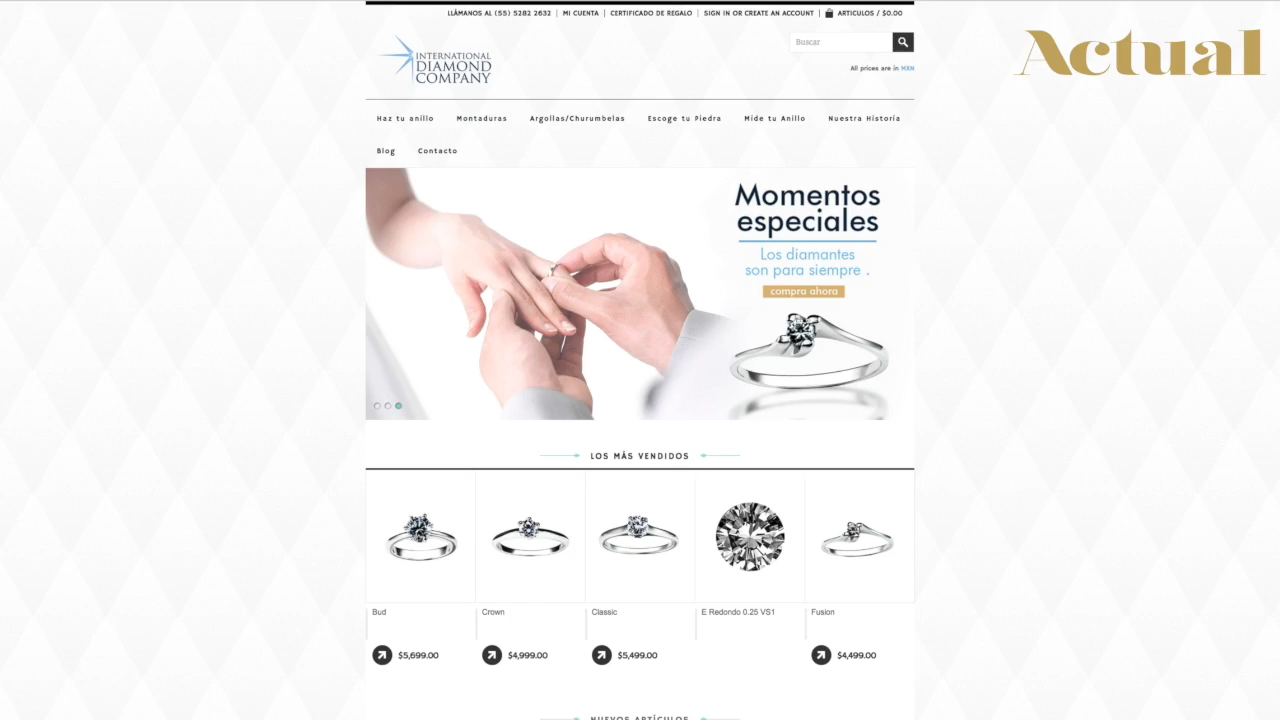 LLÁMANOS AL (55) 5282 2632 | MI CUENTA | CERTIFICADO DE REGALO | SIGN IN OR CREATE AN ACCOUNT | ARTICULOS / $0.00
Actual
INTERNATIONAL
DIAMOND
COMPANY
Buscar
All prices are in MXN
Haz tu anillo Montaduras Argollas/Churumbelas Escoge tu Piedra Mide tu Anillo Nuestra Historia
Blog Contacto
Momentos
especiales
Los diamantes
son para siempre .
compra ahora
LOS MÁS VENDIDOS
Bud Crown Classic E Redondo 0.25 VS1 Fusion
$5,699.00 $4,999.00 $5,499.00 $4,499.00
NUEVOS ARTÍCULOS